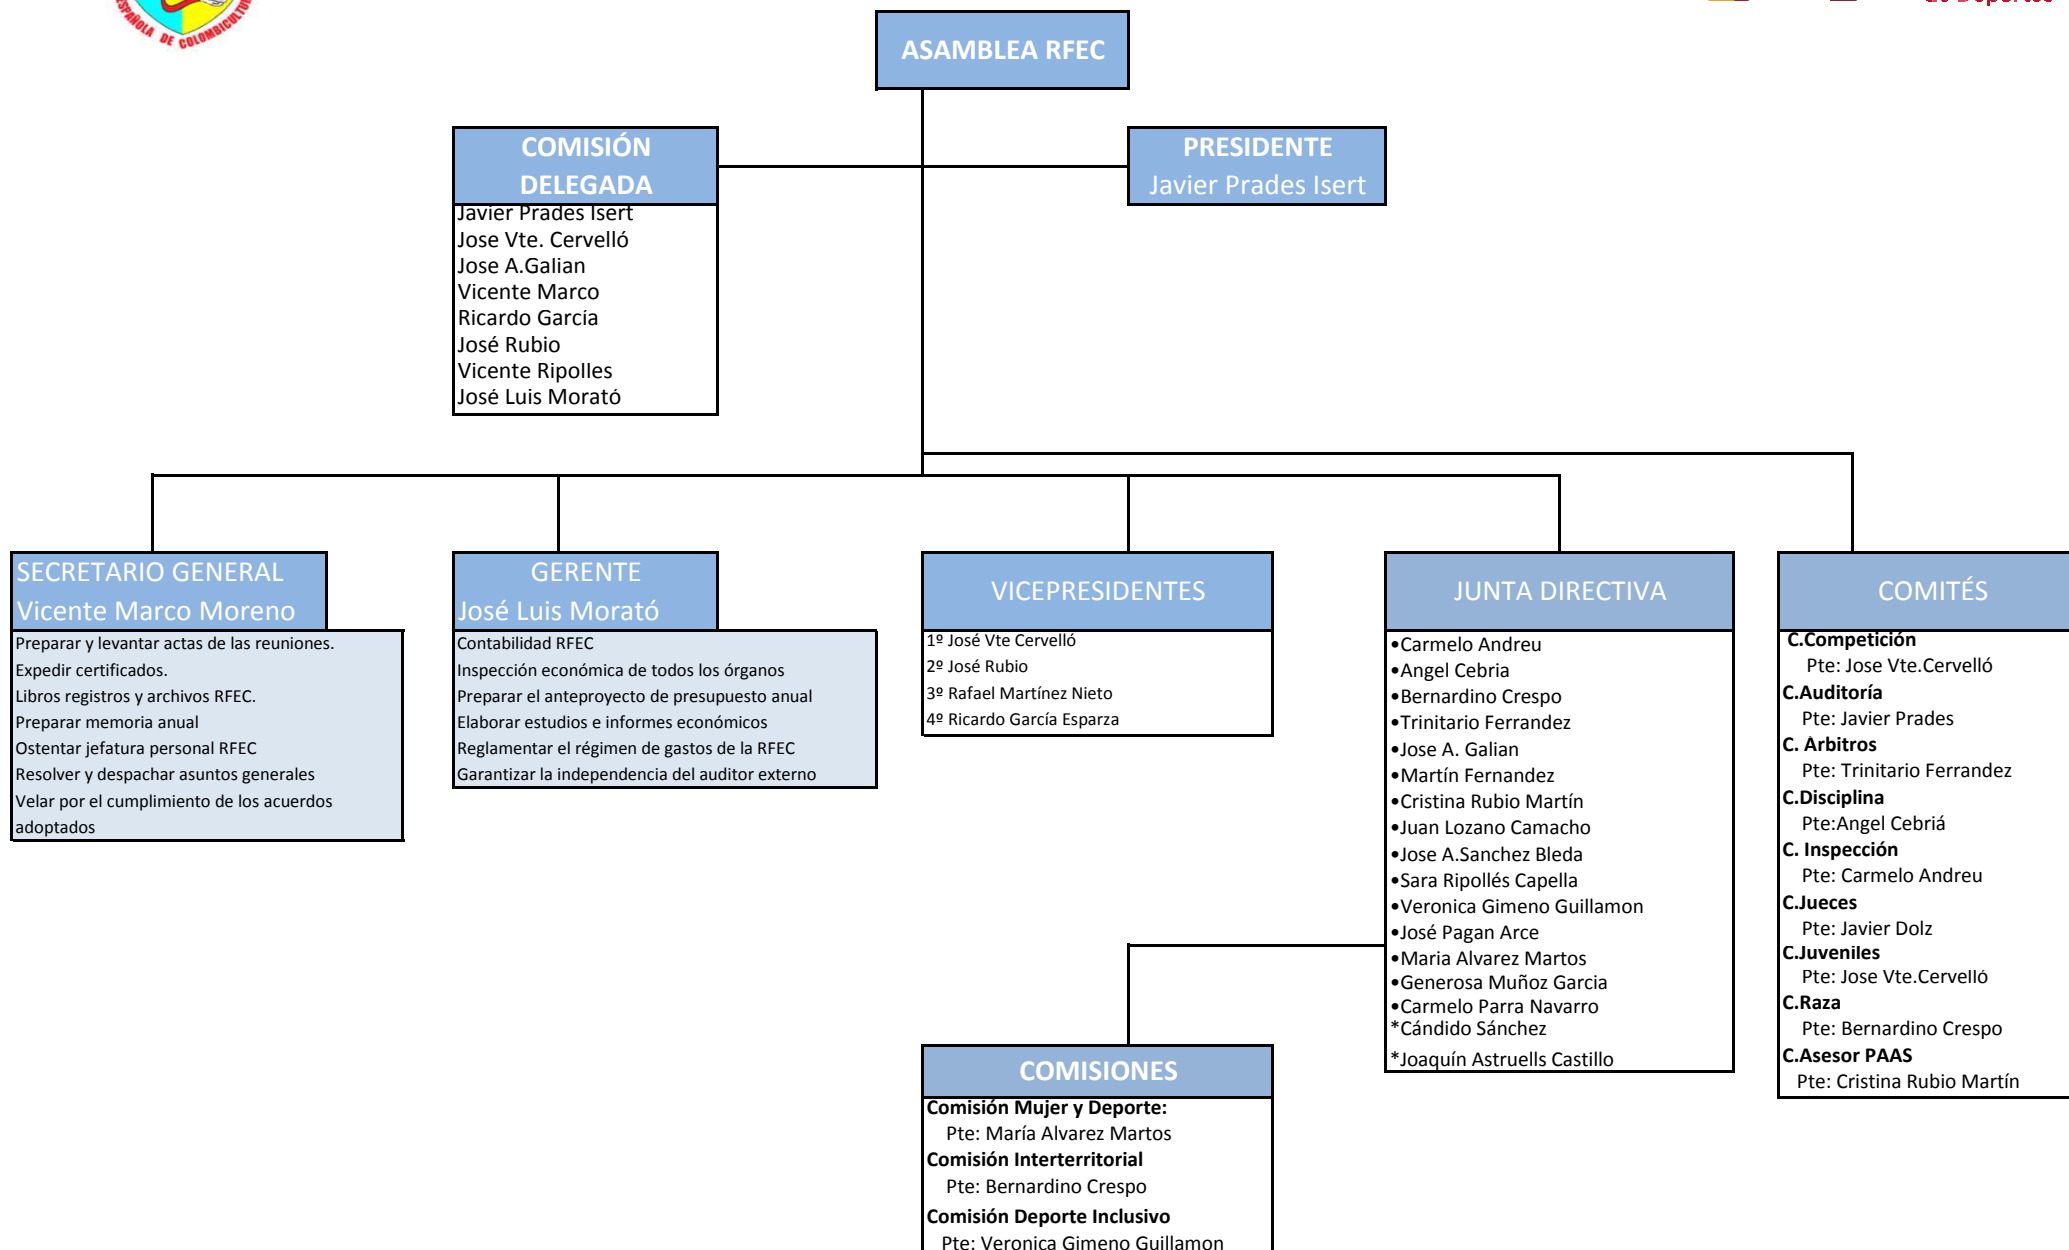 ESPAÑOLA DE COLOMBICULTU
de Deportes
ASAMBLEA RFEC
COMISIÓN
DELEGADA
Javier Prades Isert
Jose Vte. Cervelló
Jose A.Galian
Vicente Marco
Ricardo García
José Rubio
Vicente Ripolles
José Luis Morató
PRESIDENTE
Javier Prades Isert
SECRETARIO GENERAL
Vicente Marco Moreno
Preparar y levantar actas de las reuniones.
Expedir certificados.
Libros registros y archivos RFEC.
Preparar memoria anual
Ostentar jefatura personal RFEC
Resolver y despachar asuntos generales
Velar por el cumplimiento de los acuerdos
adoptados
GERENTE
José Luis Morató
Contabilidad RFEC
Inspección económica de todos los órganos
Preparar el anteproyecto de presupuesto anual
Elaborar estudios e informes económicos
Reglamentar el régimen de gastos de la RFEC
Garantizar la independencia del auditor externo
VICEPRESIDENTES
1º José Vte Cervelló
2º José Rubio
3º Rafael Martínez Nieto
4º Ricardo García Esparza
JUNTA DIRECTIVA
•Carmelo Andreu
•Angel Cebria
•Bernardino Crespo
•Trinitario Ferrandez
•Jose A. Galian
•Martín Fernandez
•Cristina Rubio Martín
•Juan Lozano Camacho
•Jose A.Sanchez Bleda
•Sara Ripollés Capella
•Veronica Gimeno Guillamon
•José Pagan Arce
•Maria Alvarez Martos
•Generosa Muñoz Garcia
•Carmelo Parra Navarro
*Cándido Sánchez
*Joaquín Astruells Castillo
COMITÉS
C.Competición
Pte: Jose Vte.Cervelló
C.Auditoría
Pte: Javier Prades
C. Arbitros
Pte: Trinitario Ferrandez
C.Disciplina
Pte:Angel Cebriá
C. Inspección
Pte: Carmelo Andreu
C.Jueces
Pte: Javier Dolz
C.Juveniles
Pte: Jose Vte.Cervelló
C.Raza
Pte: Bernardino Crespo
C.Asesor PAAS
Pte: Cristina Rubio Martín
COMISIONES
Comisión Mujer y Deporte:
Pte: María Alvarez Martos
Comisión Interterritorial
Pte: Bernardino Crespo
Comisión Deporte Inclusivo
Pte: Veronica Gimeno Guillamon